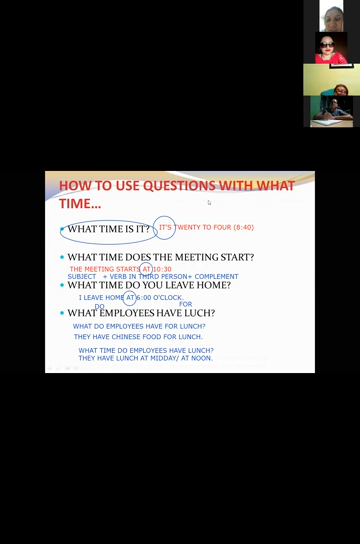 HOW TO USE QUESTIONS WITH WHAT
TIME...
WHAT TIME IS IT? IT'S TWENTY TO FOUR (8:40)
WHAT TIME DOES THE MEETING START?
THE MEETING STARTS AT 10:30
SUBJECT + VERB IN THIRD PERSON+ COMPLEMENT
WHAT TIME DO YOU LEAVE HOME?
I LEAVE HOME AT 6:00 O'CLOCK.
DO FOR
WHAT EMPLOYEES HAVE LUCH?
WHAT DO EMPLOYEES HAVE FOR LUNCH?
THEY HAVE CHINESE FOOD FOR LUNCH.
WHAT TIME DO EMPLOYEES HAVE LUNCH?
THEY HAVE LUNCH AT MIDDAY/ AT NOON.